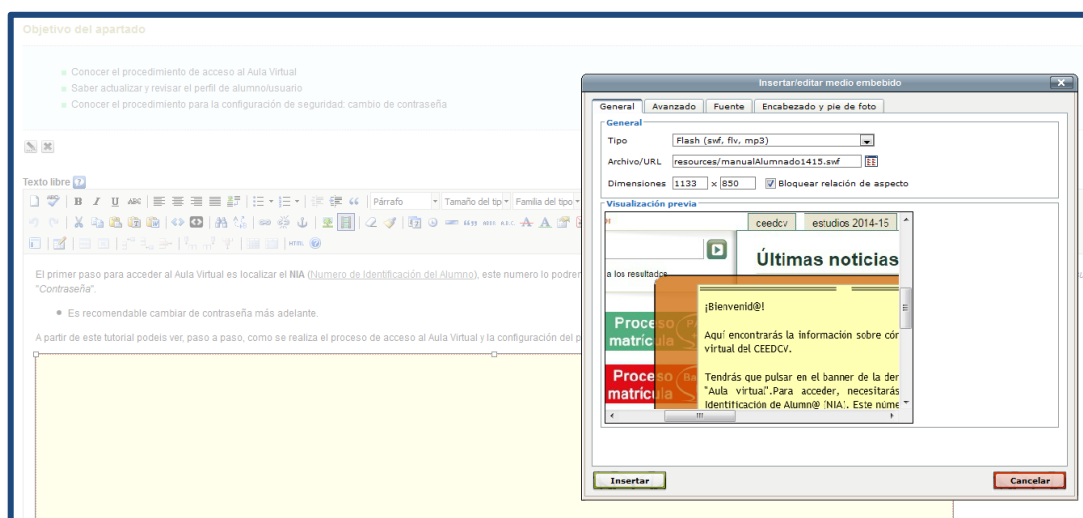 Objetivo del apartado
Conocer el procedimiento de acceso al Aula Virtual
Saber actualizar y revisar el perfil de alumno/usuario
Conocer el procedimiento para la configuración de seguridad: cambio de contraseña
Texto libre
Párrafo
Tamaño del tip
Familia del tipo
HTML
El primer paso para acceder al Aula Virtual es localizar el NIA (Numero de Identificación del Alumno), este numero lo podren
"Contraseña".
Es recomendable cambiar de contraseña más adelante.
A partir de este tutorial podeis ver, paso a paso, como se realiza el proceso de acceso al Aula Virtual y la configuración del p
Insertar/editar medio embebido
General
Avanzado
Fuente
Encabezado y pie de foto
General
Tipo
Flash (swf, flv, mp3)
Archivo/URL
resources/manualAlumnado1415.swf
Dimensiones 1133 x 850
Bloquear relación de aspecto
Visualización previa
ceedcv
estudios 2014-15
Últimas noticias
a los resultados
Proceso
matrícula
Proceso
matrícula
¡Bienvenid@!
Aquí encontrarás la información sobre cór
virtual del CEEDCV.
Tendrás que pulsar en el banner de la der
"Aula virtual".Para acceder, necesitarás
Identificación de Alumn@ [NIA]. Este núme
Insertar
Cancelar